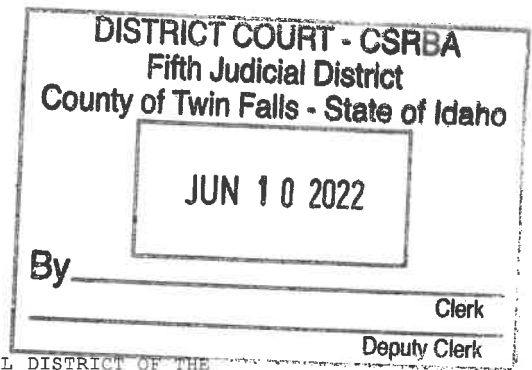 DISTRICT COURT - CSRBA
Fifth Judicial District
County of Twin Falls - State of Idaho
JUN 10 2022
By
Clerk
Deputy Clerk
L DISTRICT OF THE